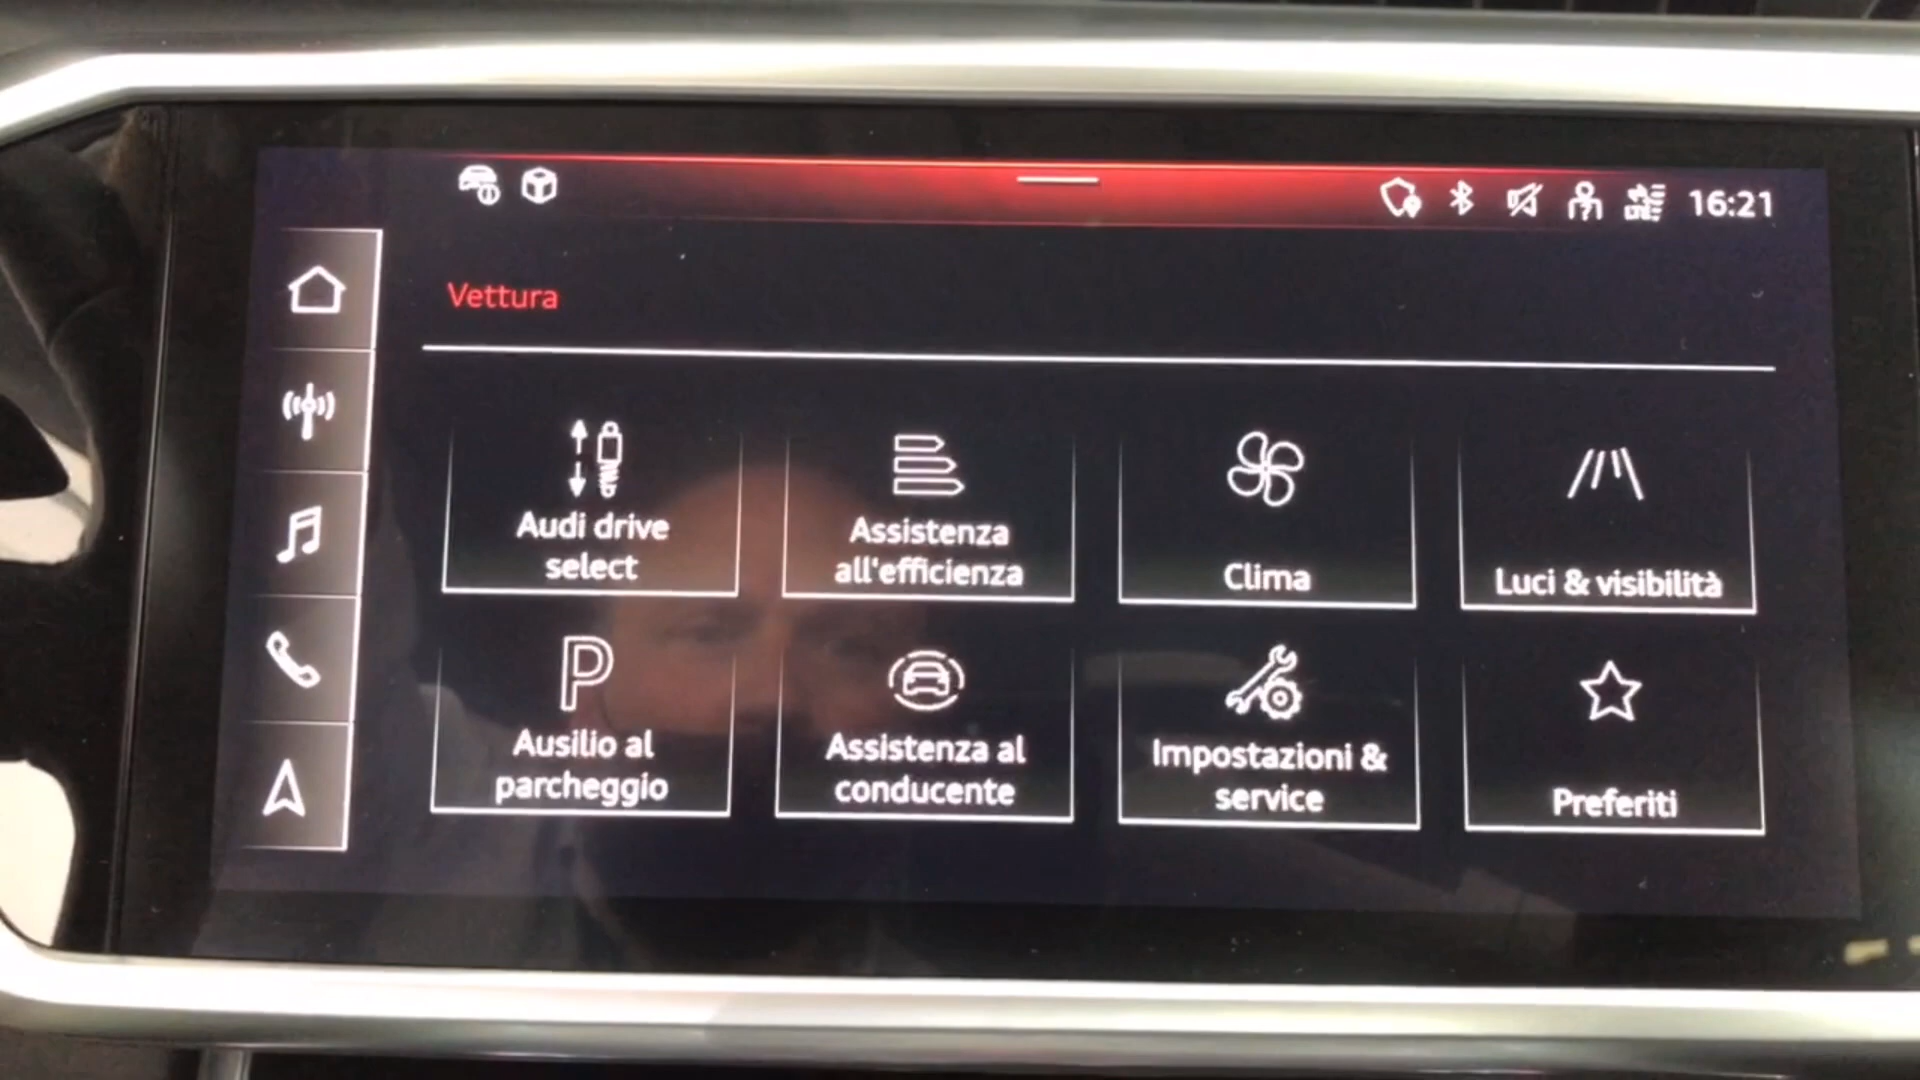 16:21
Vettura
Audi drive
select
Assistenza
all'efficienza
Clima
Luci & visibilità
Ausilio al
parcheggio
Assistenza al
conducente
Impostazioni &
service
Preferiti